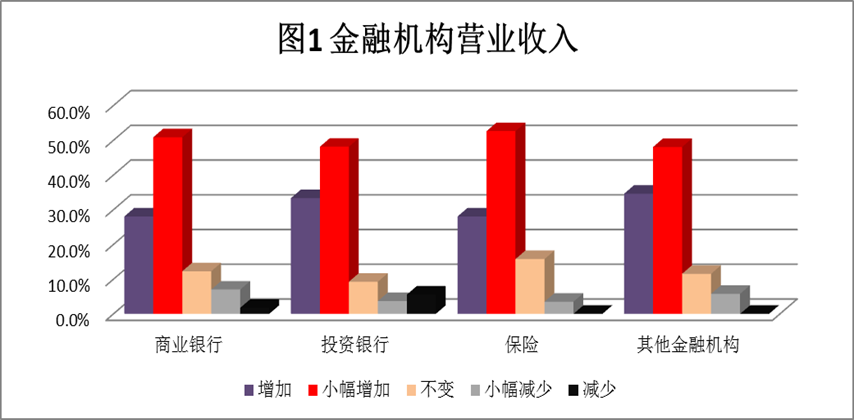 图1 金融机构营业收入
60.0%
50.0%
40.0%
30.0%
20.0%
10.0%
0.0%
商业银行 投资银行 保险 其他金融机构
增加 小幅增加 不变 小幅减少 减少